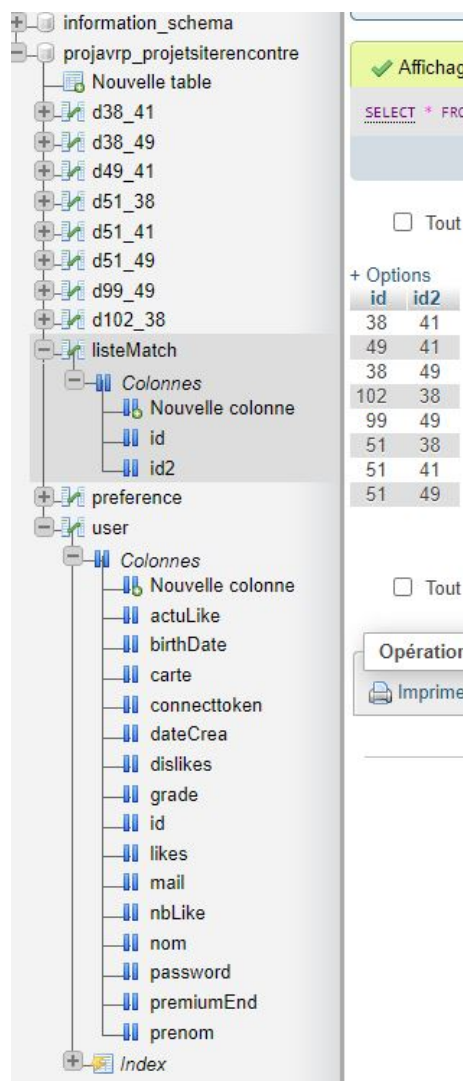 information_schema
projavrp_projetsiterencontre
Nouvelle table
d38_41
d38_49
d49_41
d51_38
d51_41
d51_49
d99_49
d102_38
listeMatch
Colonnes
Nouvelle colonne
id
id2
preference
user
Colonnes
Nouvelle colonne
actuLike
birthDate
carte
connecttoken
dateCrea
dislikes
grade
id
likes
mail
nbLike
nom
password
premiumEnd
prenom
Index
Affichag
SELECT * FRO
Tout
+ Options
id id2
38 41
49 41
38 49
102 38
99 49
51 38
51 41
51 49
Tout
Opération
Imprime